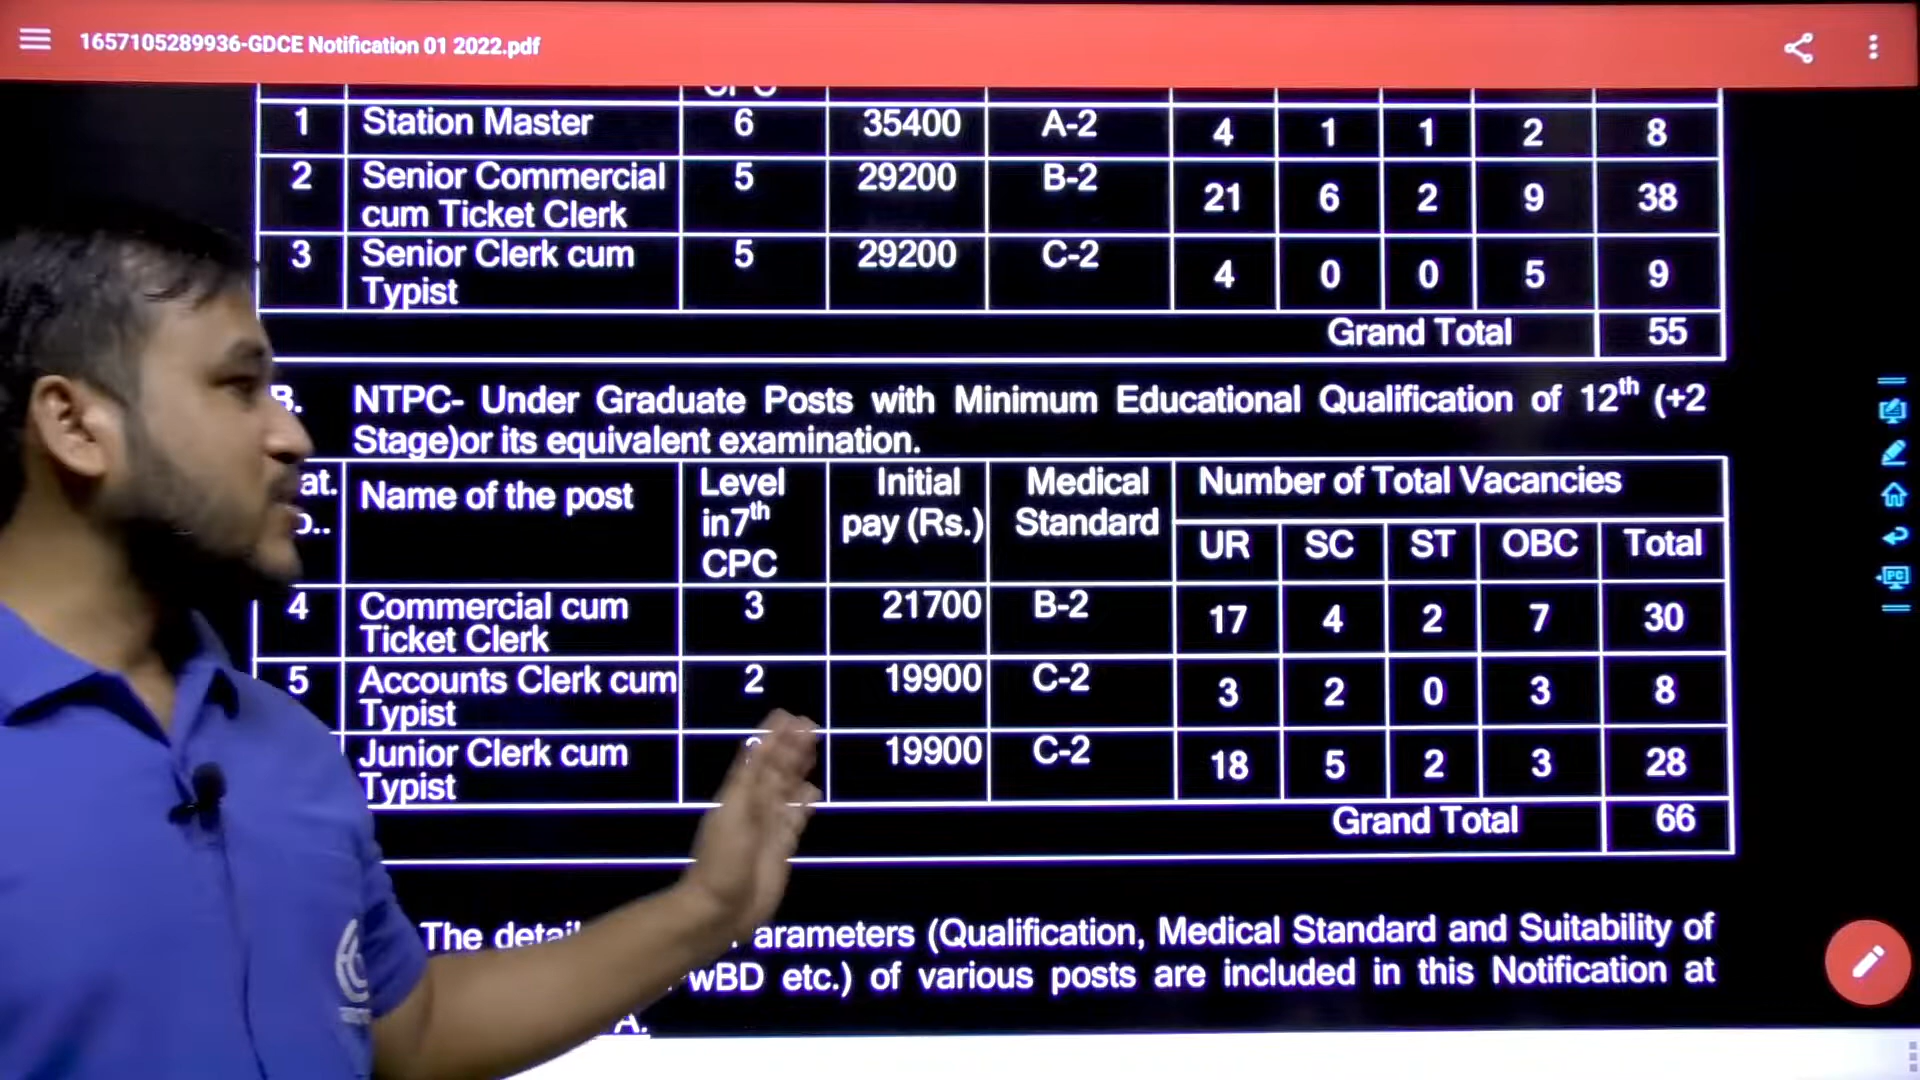 1657105289936-GDCE Notification 01 2022.pdf
1 Station Master 6 35400 A-2 4 1 1 2 8
2 Senior Commercial 5 29200 B-2 21 6 2 9 38
cum Ticket Clerk
3 Senior Clerk cum 5 29200 C-2 4 0 0 5 9
Typist
Grand Total 55
B. NTPC- Under Graduate Posts with Minimum Educational Qualification of 12th (+2
Stage)or its equivalent examination.
Name of the post Level Initial Medical Number of Total Vacancies
in7th pay (Rs.) Standard UR SC ST OBC Total
CPC
4 Commercial cum 3 21700 B-2 17 4 2 7 30
Ticket Clerk
5 Accounts Clerk cum 2 19900 C-2 3 2 0 3 8
Typist
Junior Clerk cum 19900 C-2 18 5 2 3 28
Typist
Grand Total 66
The (Qualification, Medical Standard and Suitability of
etc.) of various posts are included in this Notification at
A.
PC